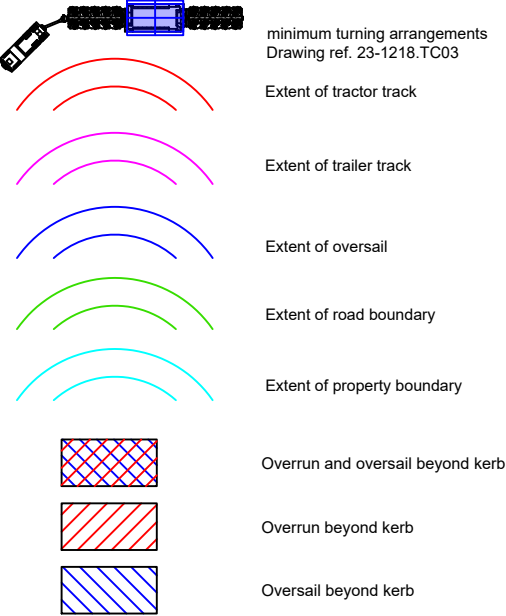 minimum turning arrangements
Drawing ref. 23-1218.TC03
Extent of tractor track
Extent of trailer track
Extent of oversail
Extent of road boundary
Extent of property boundary
Overrun and oversail beyond kerb
Overrun beyond kerb
Oversail beyond kerb